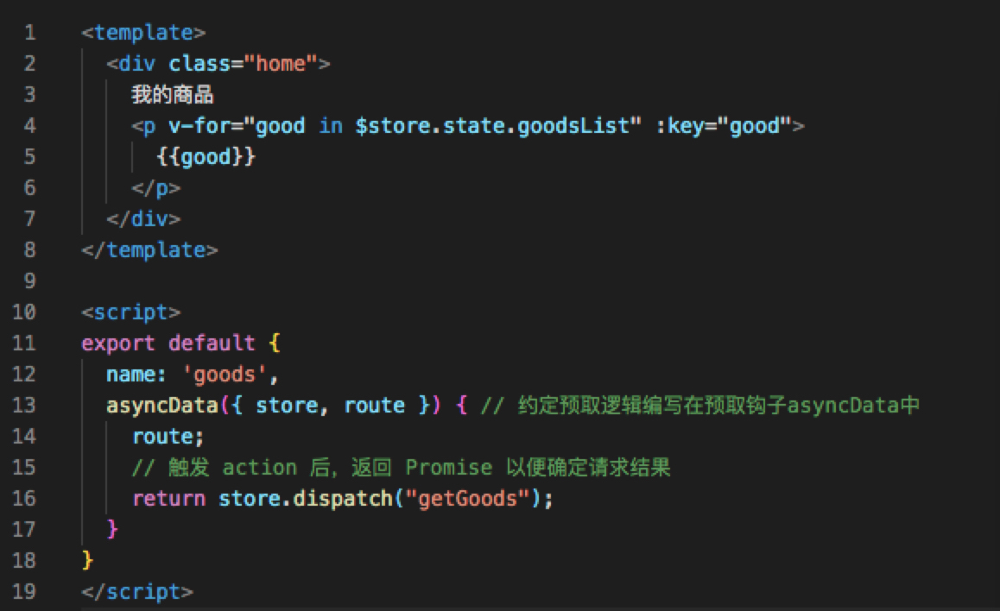 1 <template>
2   <div class="home">
3     我的商品
4     <p v-for="good in $store.state.goodsList" :key="good">
5       {{good}}
6     </p>
7   </div>
8 </template>
9
10 <script>
11 export default {
12   name: 'goods',
13   asyncData({ store, route }) { // 约定预取逻辑编写在预取钩子asyncData中
14     route;
15     // 触发 action 后，返回 Promise 以便确定请求结果
16     return store.dispatch("getGoods");
17   }
18 }
19 </script>